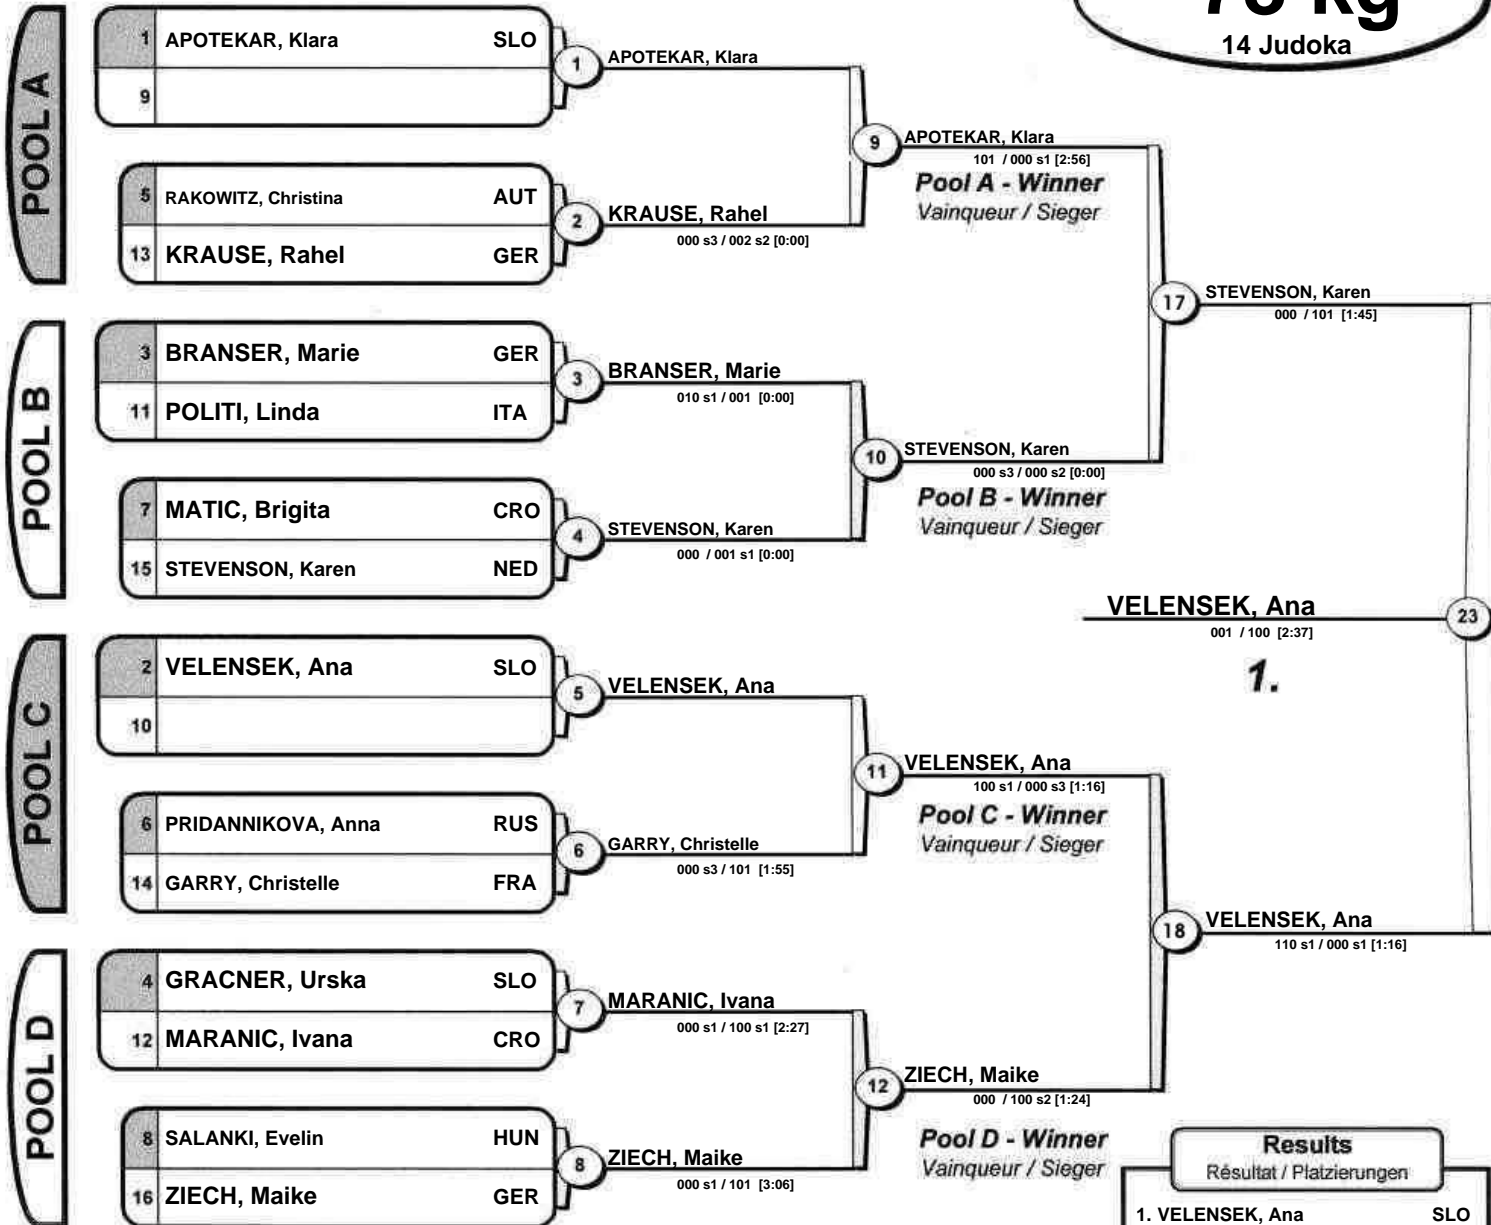 78 kg
14 Judoka
POOL A
1 APOTEKAR, Klara SLO
9
5 RAKOWITZ, Christina AUT
13 KRAUSE, Rahel GER
1 APOTEKAR, Klara
2 KRAUSE, Rahel
000 s3 / 002 s2 [0:00]
9 APOTEKAR, Klara
101 / 000 s1 [2:56]
Pool A - Winner
Vainqueur / Sieger
POOL B
3 BRANSER, Marie GER
11 POLITI, Linda ITA
7 MATIC, Brigita CRO
15 STEVENSON, Karen NED
3 BRANSER, Marie
010 s1 / 001 [0:00]
4 STEVENSON, Karen
000 / 001 s1 [0:00]
10 STEVENSON, Karen
000 s3 / 000 s2 [0:00]
Pool B - Winner
Vainqueur / Sieger
17 STEVENSON, Karen
000 / 101 [1:45]
VELENSEK, Ana 23
001 / 100 [2:37]
1.
POOL C
2 VELENSEK, Ana SLO
10
6 PRIDANNIKOVA, Anna RUS
14 GARRY, Christelle FRA
5 VELENSEK, Ana
6 GARRY, Christelle
000 s3 / 101 [1:55]
11 VELENSEK, Ana
100 s1 / 000 s3 [1:16]
Pool C - Winner
Vainqueur / Sieger
18 VELENSEK, Ana
110 s1 / 000 s1 [1:16]
POOL D
4 GRACNER, Urska SLO
12 MARANIC, Ivana CRO
8 SALANKI, Evelin HUN
16 ZIECH, Maike GER
7 MARANIC, Ivana
000 s1 / 100 s1 [2:27]
8 ZIECH, Maike
000 s1 / 101 [3:06]
12 ZIECH, Maike
000 / 100 s2 [1:24]
Pool D - Winner
Vainqueur / Sieger
Results
Résultat / Platzierungen
1. VELENSEK, Ana SLO